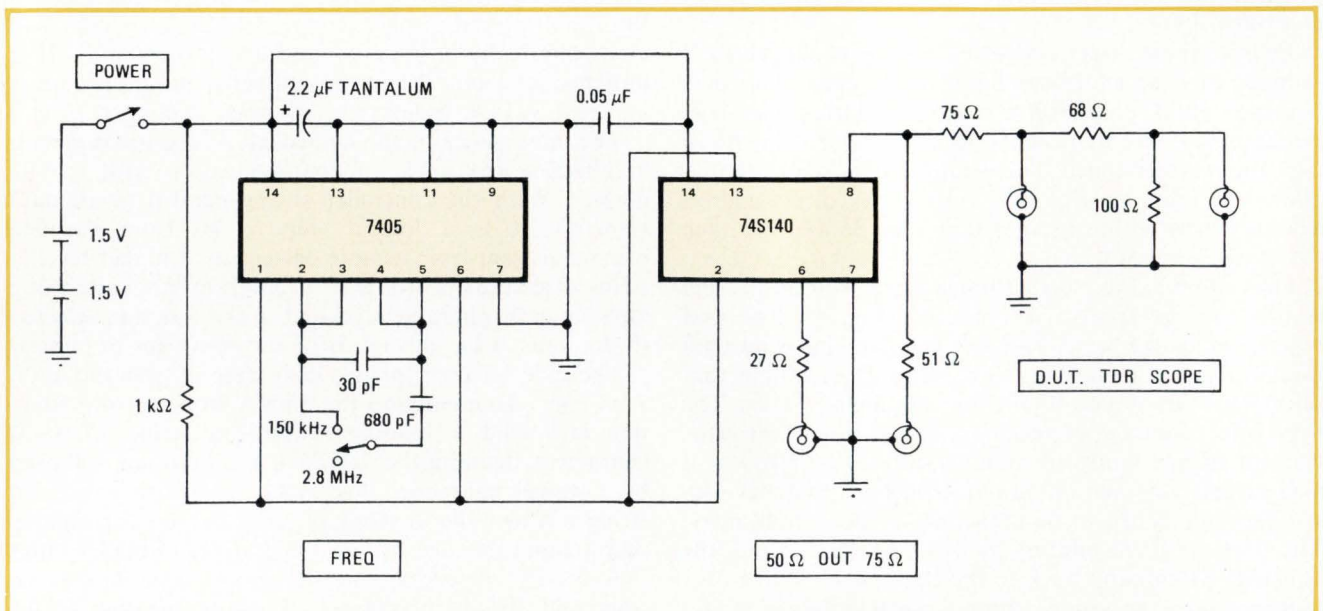 POWER
+
2.2 μF TANTALUM
0.05 μF
75 Ω
68 Ω
14 13 11 9
7405
1 2 3 4 5 6 7
14 13 8
74S140
2 6 7
100 Ω
1.5 V
1.5 V
1 kΩ
30 pF
680 pF
150 kHz
2.8 MHz
27 Ω
51 Ω
D.U.T. TDR SCOPE
FREQ
50 Ω OUT 75 Ω